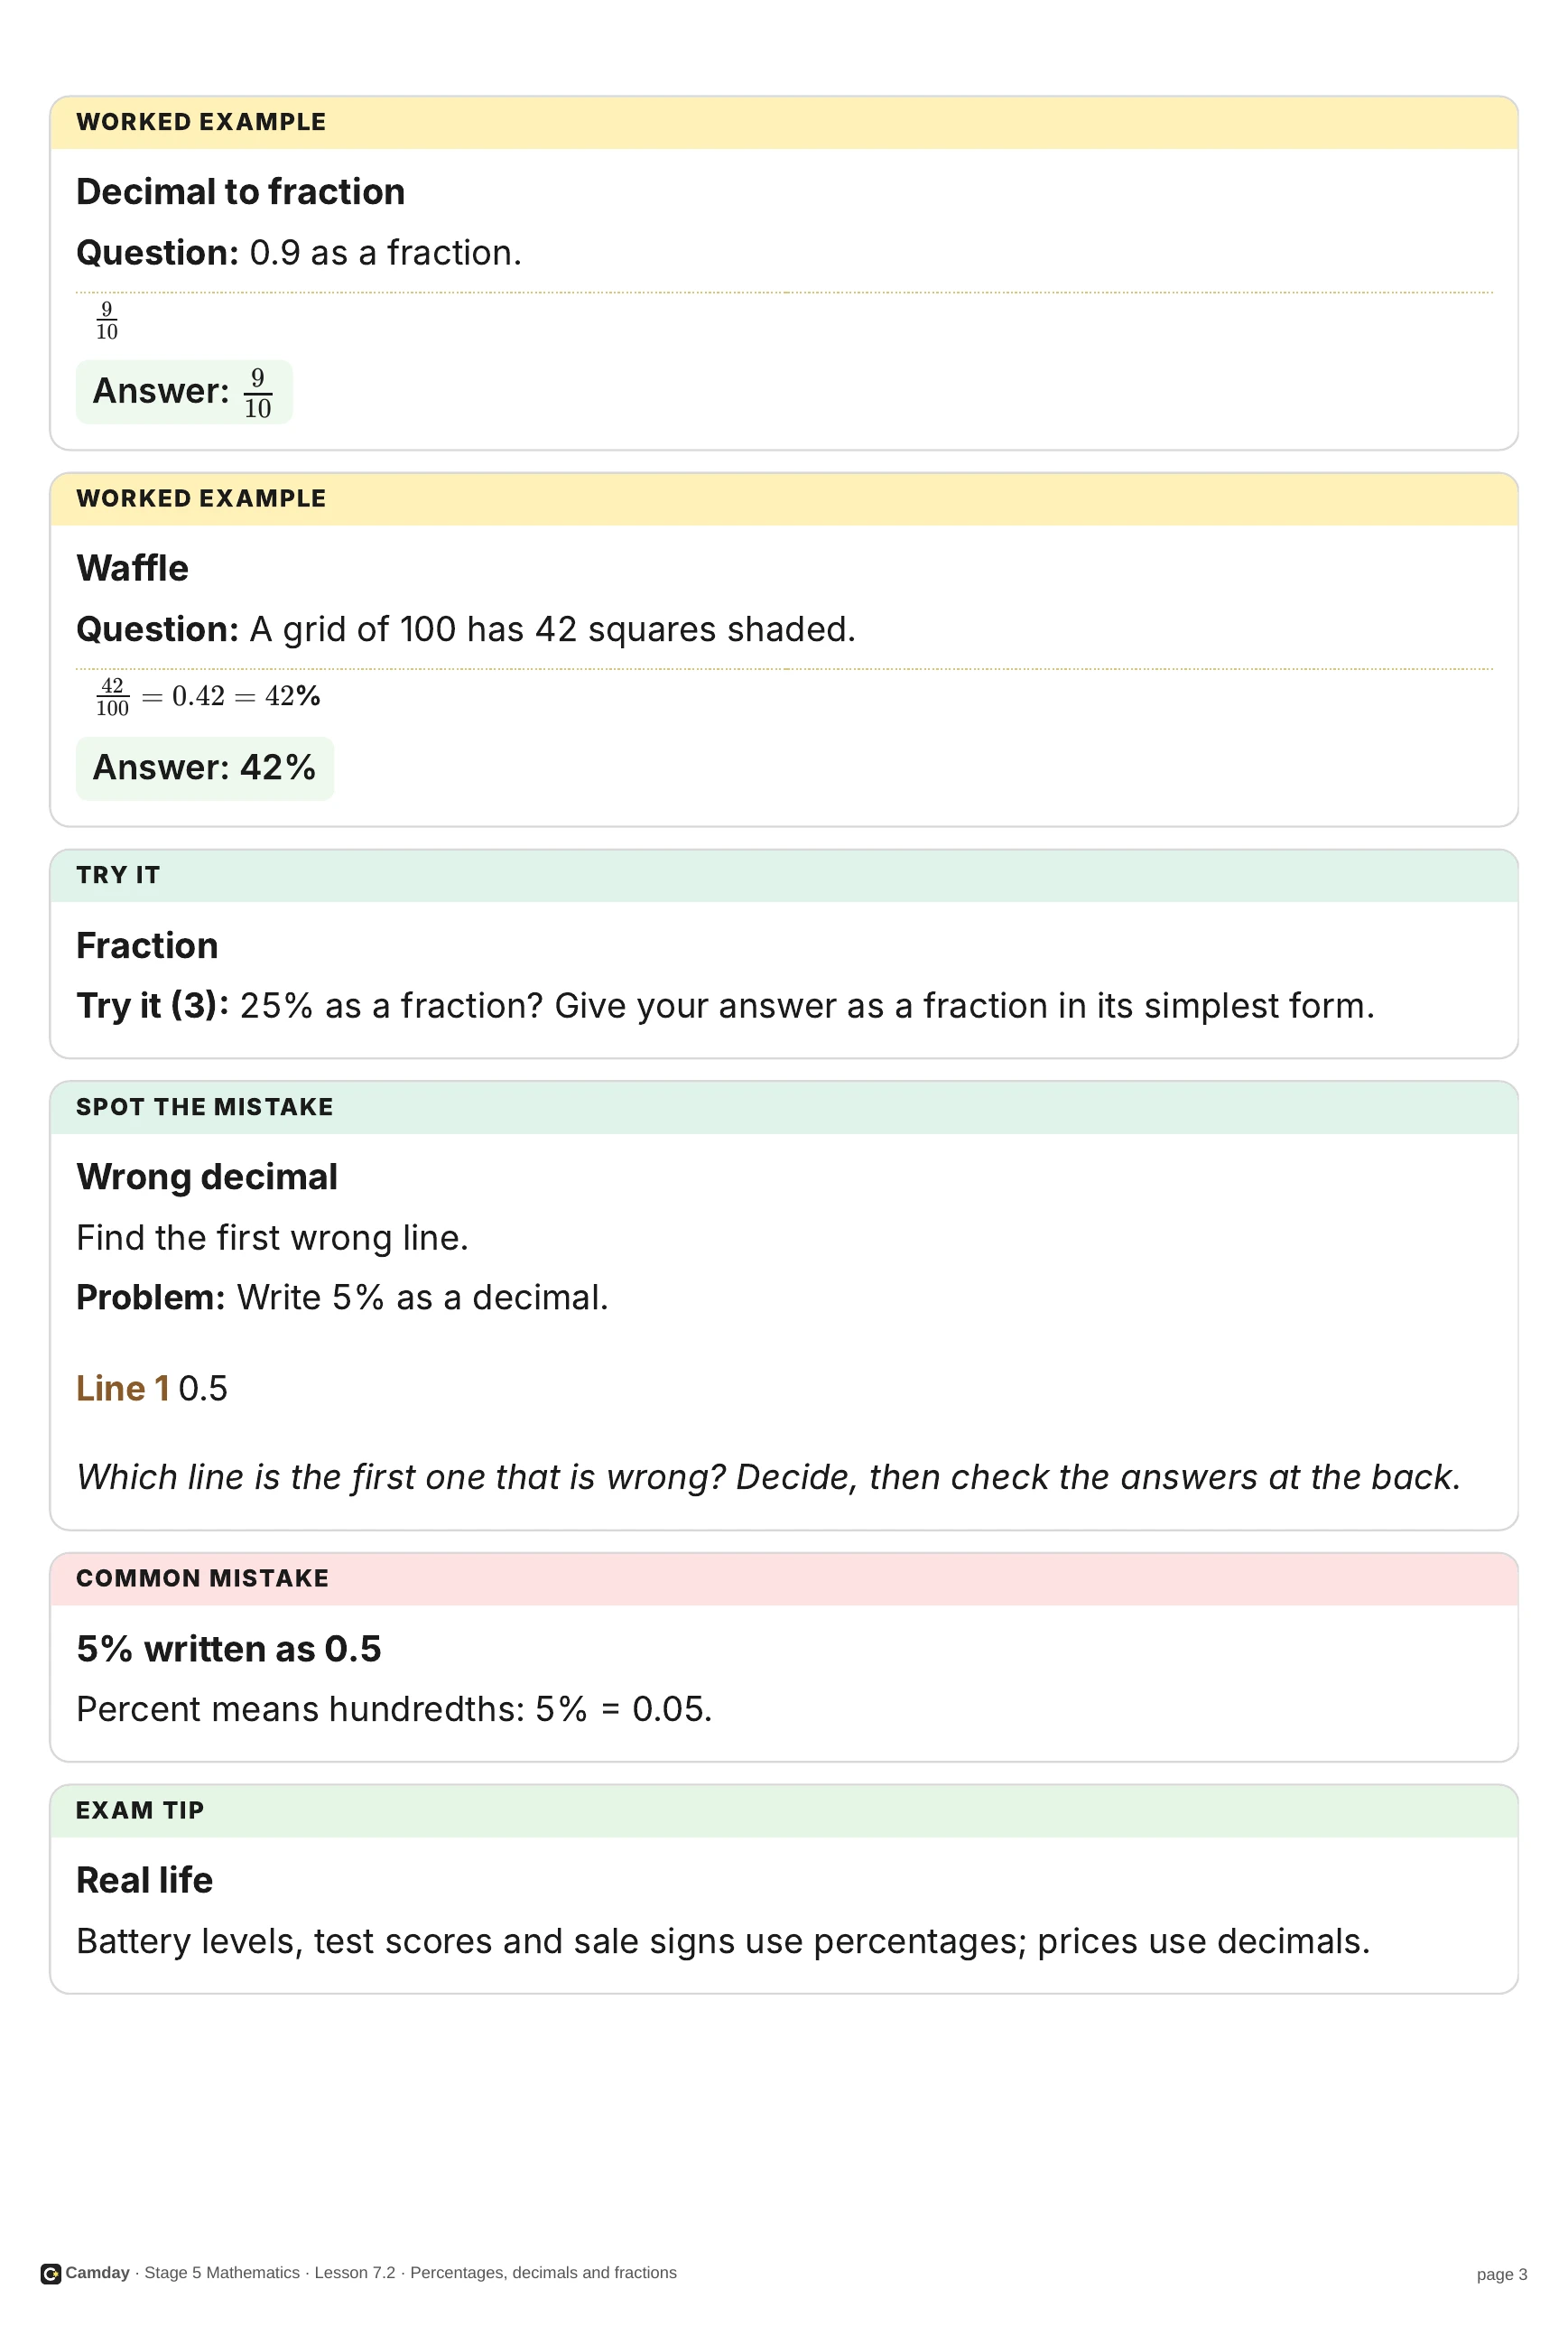 WORKED EXAMPLE
Decimal to fraction
Question: 0.9 as a fraction.
9/10
Answer: 9/10
WORKED EXAMPLE
Waffle
Question: A grid of 100 has 42 squares shaded.
42/100 = 0.42 = 42%
Answer: 42%
TRY IT
Fraction
Try it (3): 25% as a fraction? Give your answer as a fraction in its simplest form.
SPOT THE MISTAKE
Wrong decimal
Find the first wrong line.
Problem: Write 5% as a decimal.
Line 1 0.5
Which line is the first one that is wrong? Decide, then check the answers at the back.
COMMON MISTAKE
5% written as 0.5
Percent means hundredths: 5% = 0.05.
EXAM TIP
Real life
Battery levels, test scores and sale signs use percentages; prices use decimals.
Camday · Stage 5 Mathematics · Lesson 7.2 · Percentages, decimals and fractions
page 3